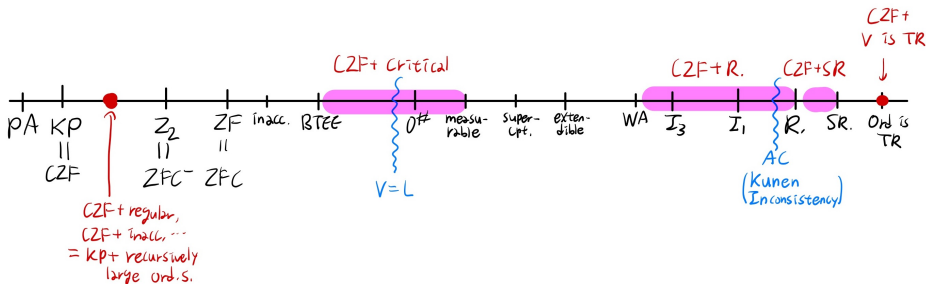 CZF+
V is TR
CZF+ Critical
CZF+R.
CZF+SR
PA
KP
Z₂
ZF
inacc.
BTEE
0^#
measu-
rable
super-
cpt.
exten-
dible
WA
I₃
I₁
R.
SR.
Ord is
TR
=
CZF
=
ZFC⁻
=
ZFC
V=L
AC
(Kunen
Inconsistency)
CZF+regular,
CZF+inacc,...
= KP+ recursively
large ord.s.